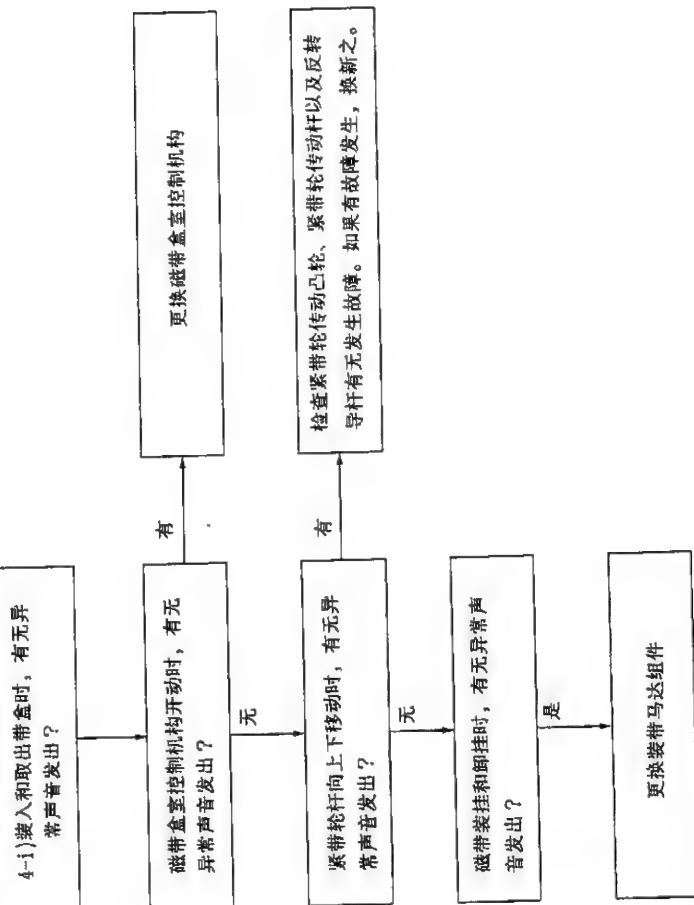 4-i)装入和取出带盒时，有无异
常声音发出？
磁带盒室控制机构开动时，有无
异常声音发出？
有
更换磁带盒室控制机构
无
紧带轮杆向上下移动时，有无异
常声音发出？
有
检查紧带轮传动凸轮、紧带轮传动杆以及反转
导杆有无发生故障。如果有故障发生，换新之。
无
磁带装挂和卸挂时，有无异常声
音发出？
是
更换装带马达组件